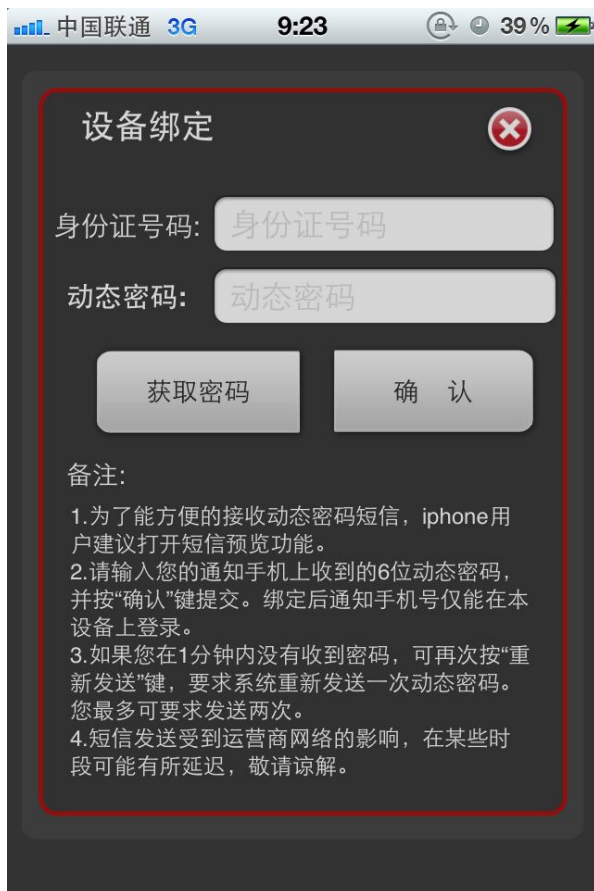 中国联通 3G 9:23 39%
设备绑定
身份证号码: 身份证号码
动态密码: 动态密码
获取密码 确 认
备注:
1.为了能方便的接收动态密码短信，iphone用
户建议打开短信预览功能。
2.请输入您的通知手机上收到的6位动态密码，
并按“确认”键提交。绑定后通知手机号仅能在本
设备上登录。
3.如果您在1分钟内没有收到密码，可再次按“重
新发送”键，要求系统重新发送一次动态密码。
您最多可要求发送两次。
4.短信发送受到运营商网络的影响，在某些时
段可能有所延迟，敬请谅解。